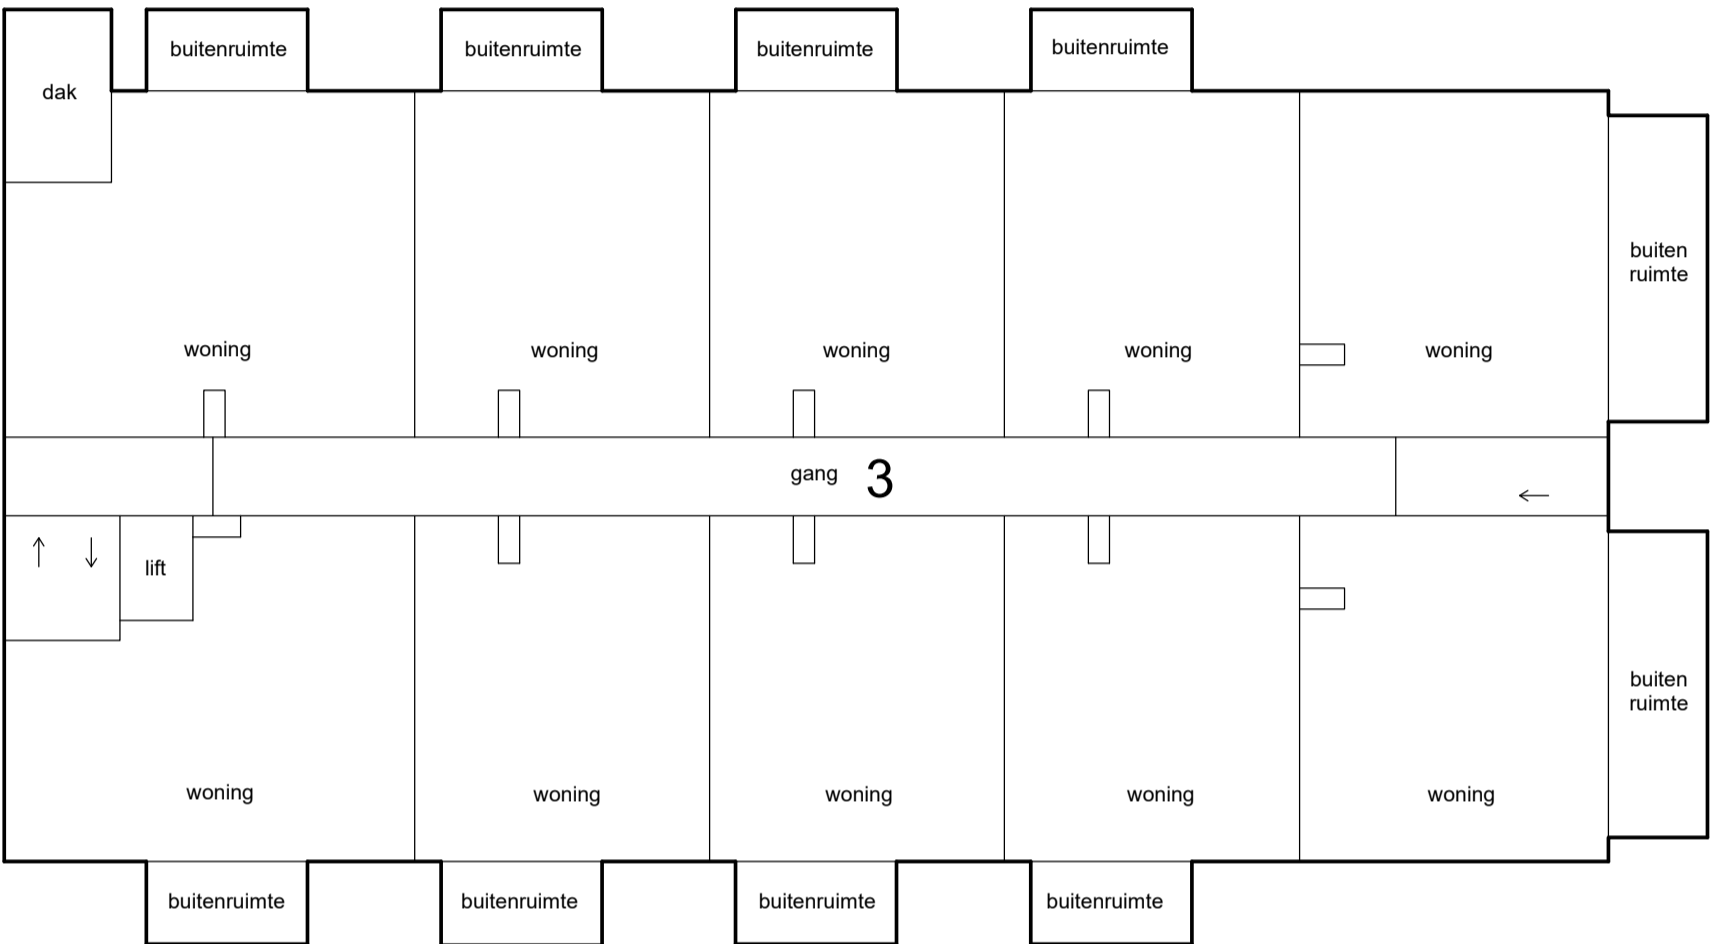 buitenruimte
buitenruimte
buitenruimte
buitenruimte
dak
buiten
ruimte
woning
woning
woning
woning
woning
gang 3
lift
buiten
ruimte
woning
woning
woning
woning
woning
buitenruimte
buitenruimte
buitenruimte
buitenruimte